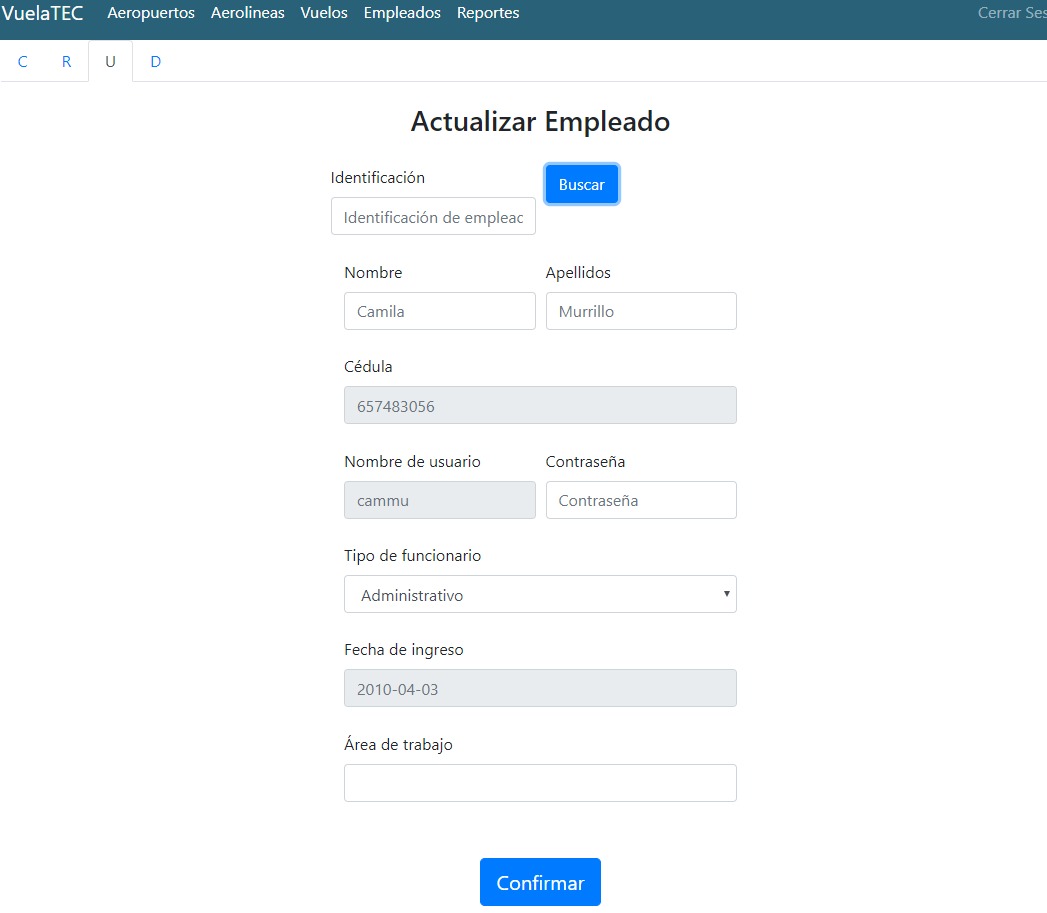 VuelaTEC Aeropuertos Aerolineas Vuelos Empleados Reportes Cerrar Ses
C R U D
Actualizar Empleado
Identificación Buscar
Identificación de empleac
Nombre Apellidos
Camila Murrillo
Cédula
657483056
Nombre de usuario Contraseña
cammu Contraseña
Tipo de funcionario
Administrativo
Fecha de ingreso
2010-04-03
Área de trabajo
Confirmar